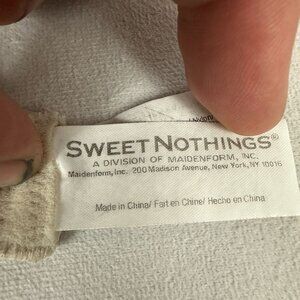 SWEET NOTHINGS®
A DIVISION OF MAIDENFORM, INC.
Maidenform, Inc. 200 Madison Avenue, New York, NY 10016
Made in China/ Fait en Chine/ Hecho en China